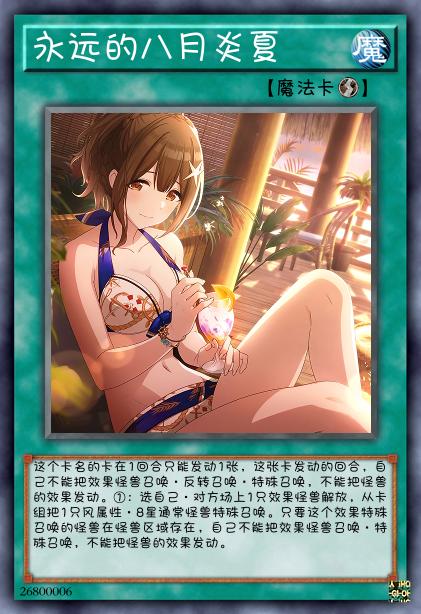 永远的八月炎夏
魔
【魔法卡】
这个卡名的卡在1回合只能发动1张，这张卡发动的回合，自
己不能把效果怪兽召唤·反转召唤·特殊召唤，不能把怪兽
的效果发动。①：选自己·对方场上1只效果怪兽解放，从卡
组把1只风属性·8星通常怪兽特殊召唤。只要这个效果特殊
召唤的怪兽在怪兽区域存在，自己不能把效果怪兽召唤·特
殊召唤，不能把怪兽的效果发动。
26800006